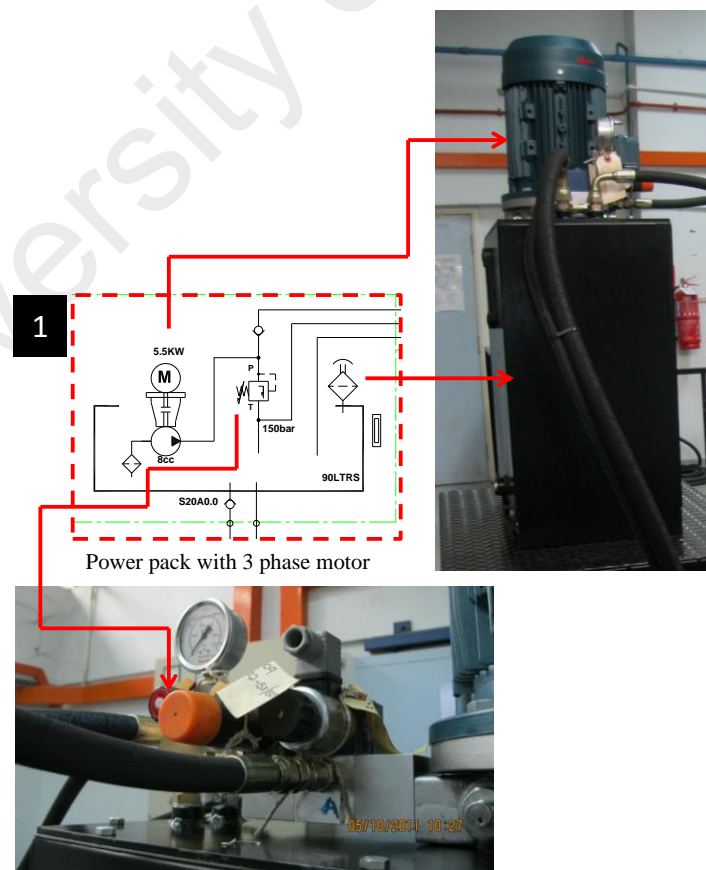 ersity
1
5.5KW
M
P
T
150bar
8cc
90LTRS
S20A0.0
Power pack with 3 phase motor
A
05/10/2011 10:27